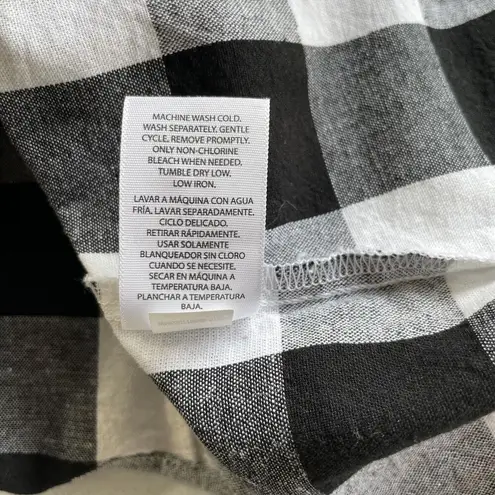 MACHINE WASH COLD.
WASH SEPARATELY. GENTLE
CYCLE, REMOVE PROMPTLY.
ONLY NON-CHLORINE
BLEACH WHEN NEEDED.
TUMBLE DRY LOW.
LOW IRON.
LAVAR A MÁQUINA CON AGUA
FRÍA. LAVAR SEPARADAMENTE.
CICLO DELICADO.
RETIRAR RÁPIDAMENTE.
USAR SOLAMENTE
BLANQUEADOR SIN CLORO
CUANDO SE NECESITE.
SECAR EN MÁQUINA A
TEMPERATURA BAJA.
PLANCHAR A TEMPERATURA
BAJA.